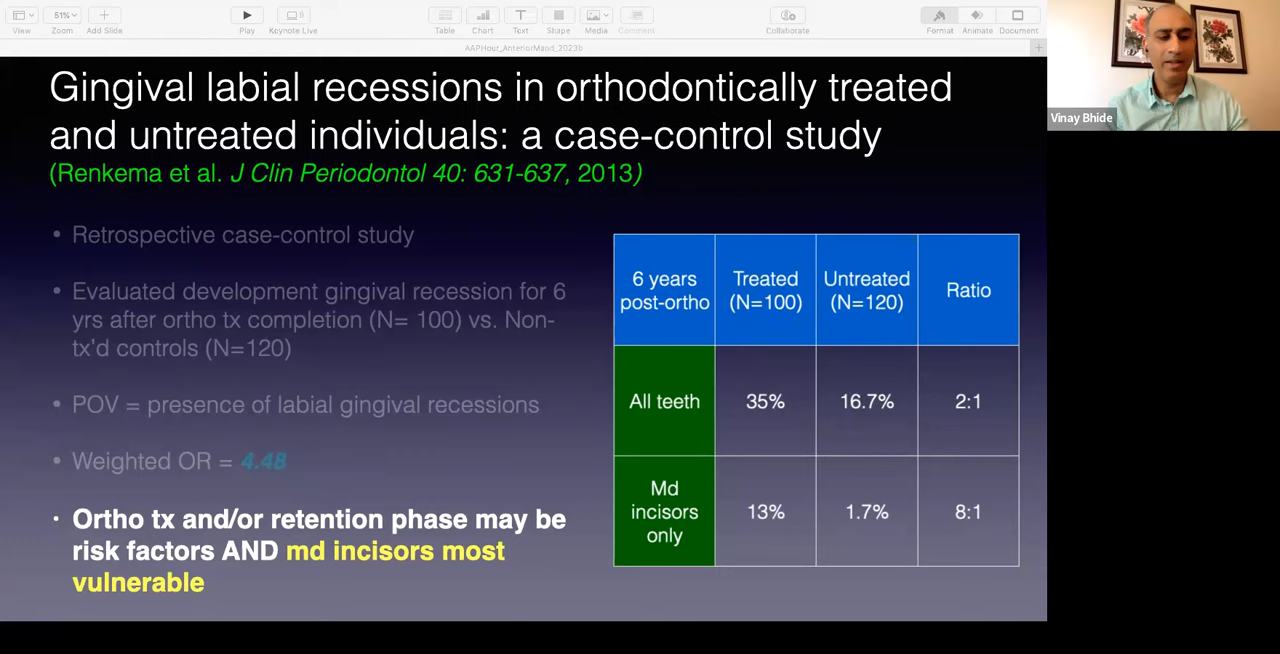 View
51%
Zoom
Add Slide
Play
Keynote Live
Table
Chart
Text
Shape
Media
Comment
Collaborate
Format
Animate
Document
AAPHour_AnteriorMand_2023b
Vinay Bhide
Gingival labial recessions in orthodontically treated
and untreated individuals: a case-control study
(Renkema et al. J Clin Periodontol 40: 631-637, 2013)
• Retrospective case-control study
• Evaluated development gingival recession for 6
yrs after ortho tx completion (N= 100) vs. Non-
tx'd controls (N=120)
• POV = presence of labial gingival recessions
• Weighted OR = 4.48
• Ortho tx and/or retention phase may be
risk factors AND md incisors most
vulnerable
6 years
post-ortho
Treated
(N=100)
Untreated
(N=120)
Ratio
All teeth
35%
16.7%
2:1
Md
incisors
only
13%
1.7%
8:1